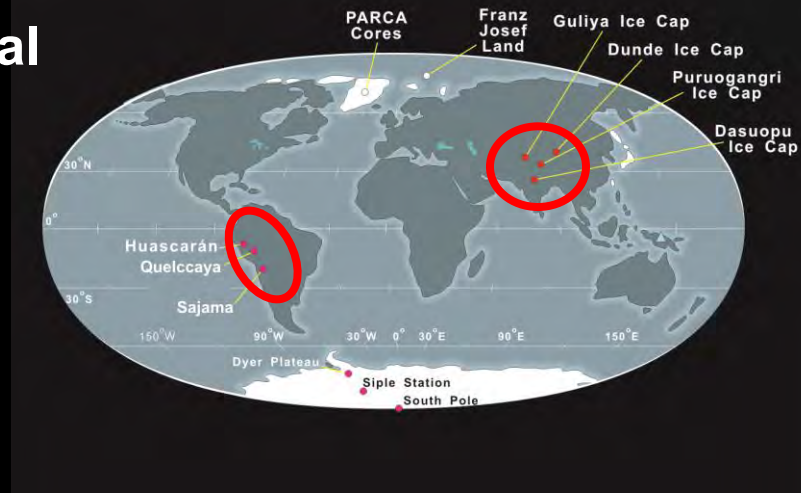 al
PARCA
Cores
Franz
Josef
Land
Guliya Ice Cap
Dunde Ice Cap
Puruogangri
Ice Cap
Dasuopu
Ice Cap
30°N
0°
Huascarán
Quelccaya
Sajama
30°S
150°W
90°W
30°W
0°
30°E
90°E
150°E
Dyer Plateau
Siple Station
South Pole